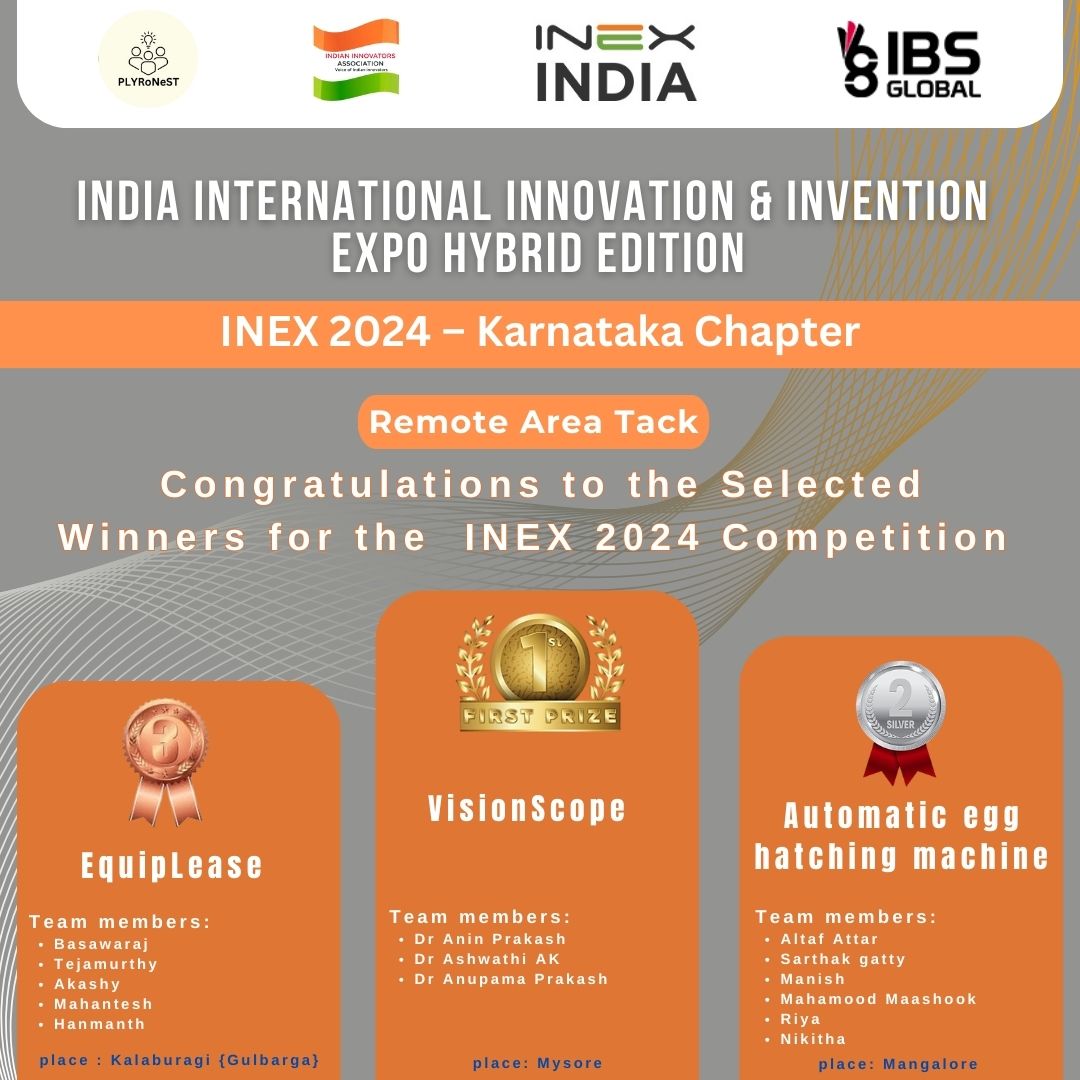 PLYRoNeST
INDIAN INNOVATORS
ASSOCIATION
Voice of Indian Innovators
INEX
INDIA
IBS
GLOBAL
INDIA INTERNATIONAL INNOVATION & INVENTION
EXPO HYBRID EDITION
INEX 2024 – Karnataka Chapter
Remote Area Tack
Congratulations to the Selected
Winners for the INEX 2024 Competition
3
EquipLease
Team members:
• Basawaraj
• Tejamurthy
• Akashy
• Mahantesh
• Hanmanth
place : Kalaburagi {Gulbarga}
1st
FIRST PRIZE
VisionScope
Team members:
• Dr Anin Prakash
• Dr Ashwathi AK
• Dr Anupama Prakash
place: Mysore
2
SILVER
Automatic egg
hatching machine
Team members:
• Altaf Attar
• Sarthak gatty
• Manish
• Mahamood Maashook
• Riya
• Nikitha
place: Mangalore